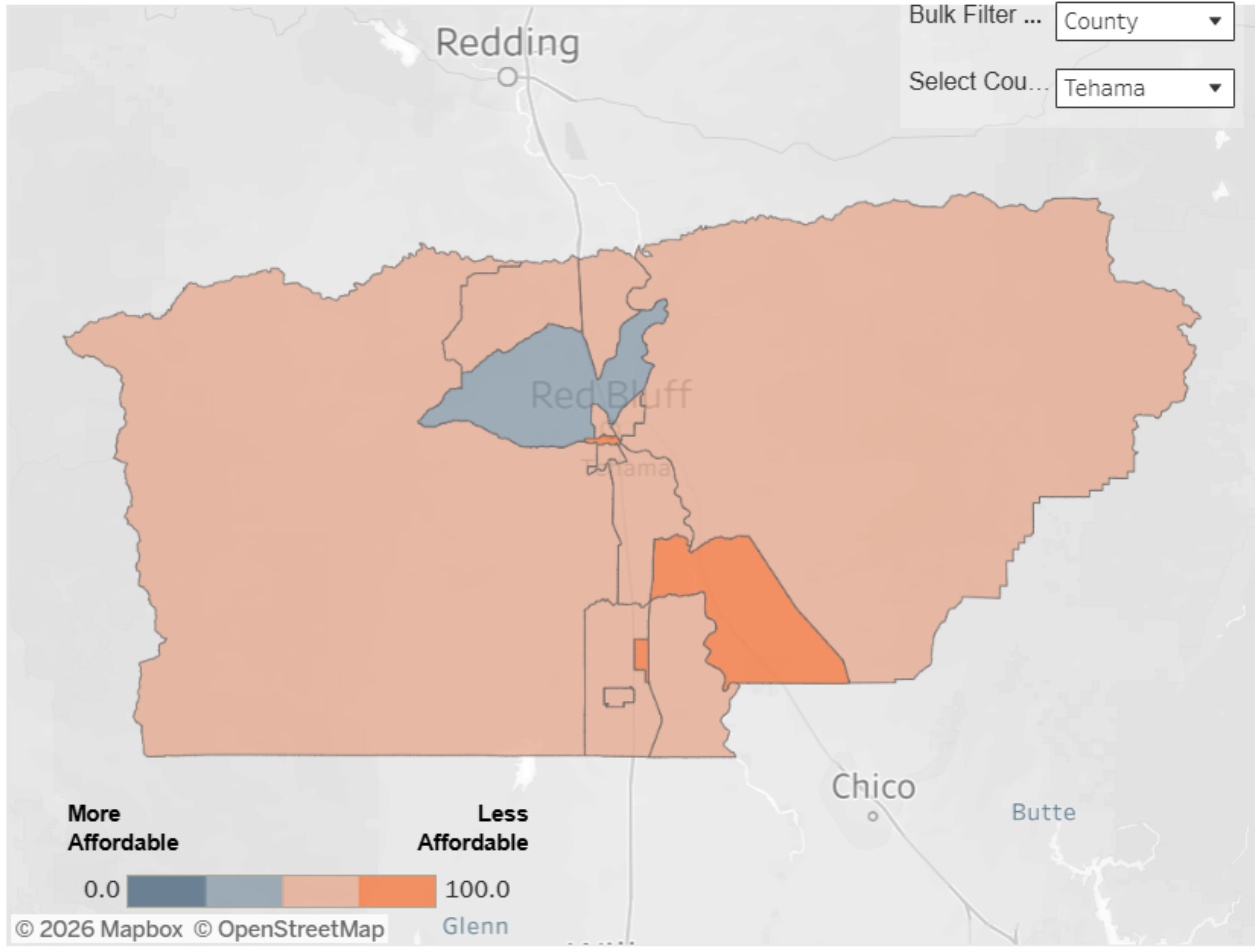 Bulk Filter ...
County
Redding
Select Cou...
Tehama
Red Bluff
Tehama
Chico
Butte
More
Affordable
Less
Affordable
0.0
100.0
Glenn
© 2026 Mapbox © OpenStreetMap